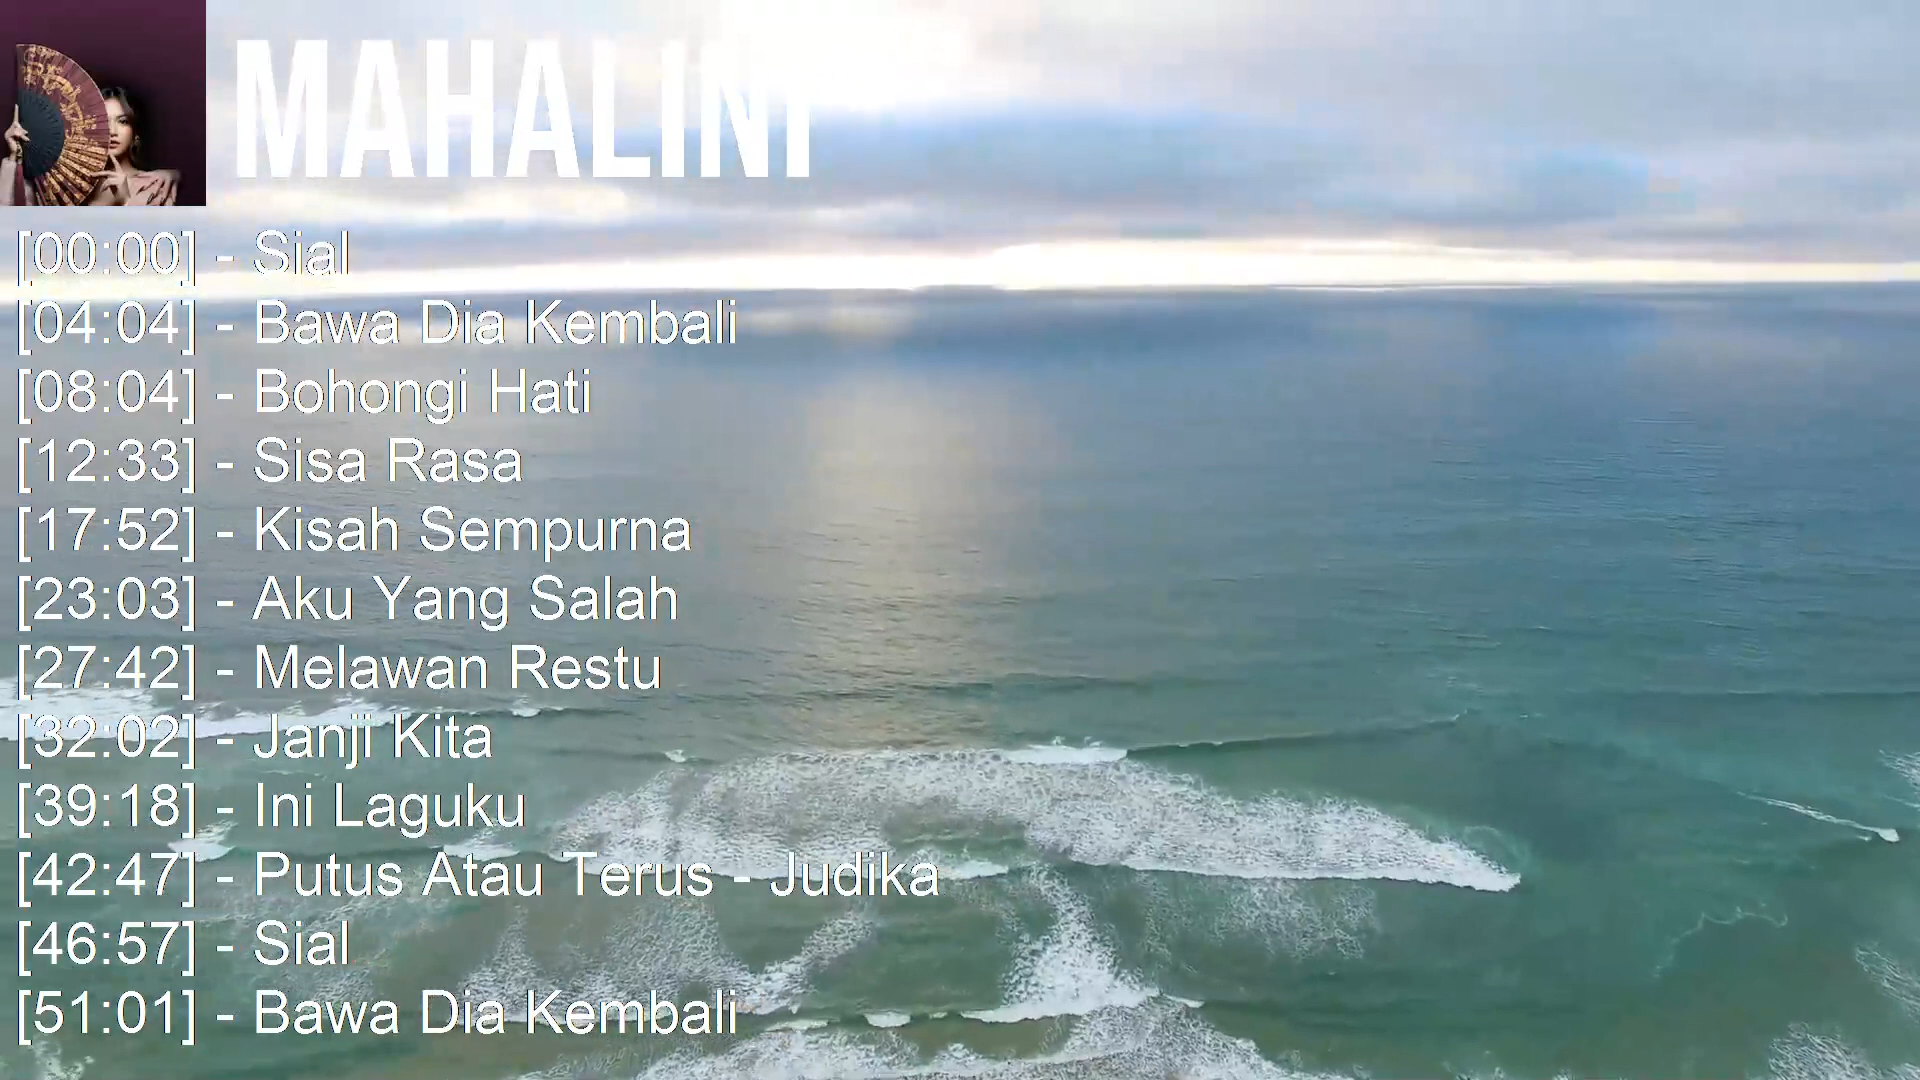 MAHALINI
[00:00] - Sial
[04:04] - Bawa Dia Kembali
[08:04] - Bohongi Hati
[12:33] - Sisa Rasa
[17:52] - Kisah Sempurna
[23:03] - Aku Yang Salah
[27:42] - Melawan Restu
[32:02] - Janji Kita
[39:18] - Ini Laguku
[42:47] - Putus Atau Terus - Judika
[46:57] - Sial
[51:01] - Bawa Dia Kembali